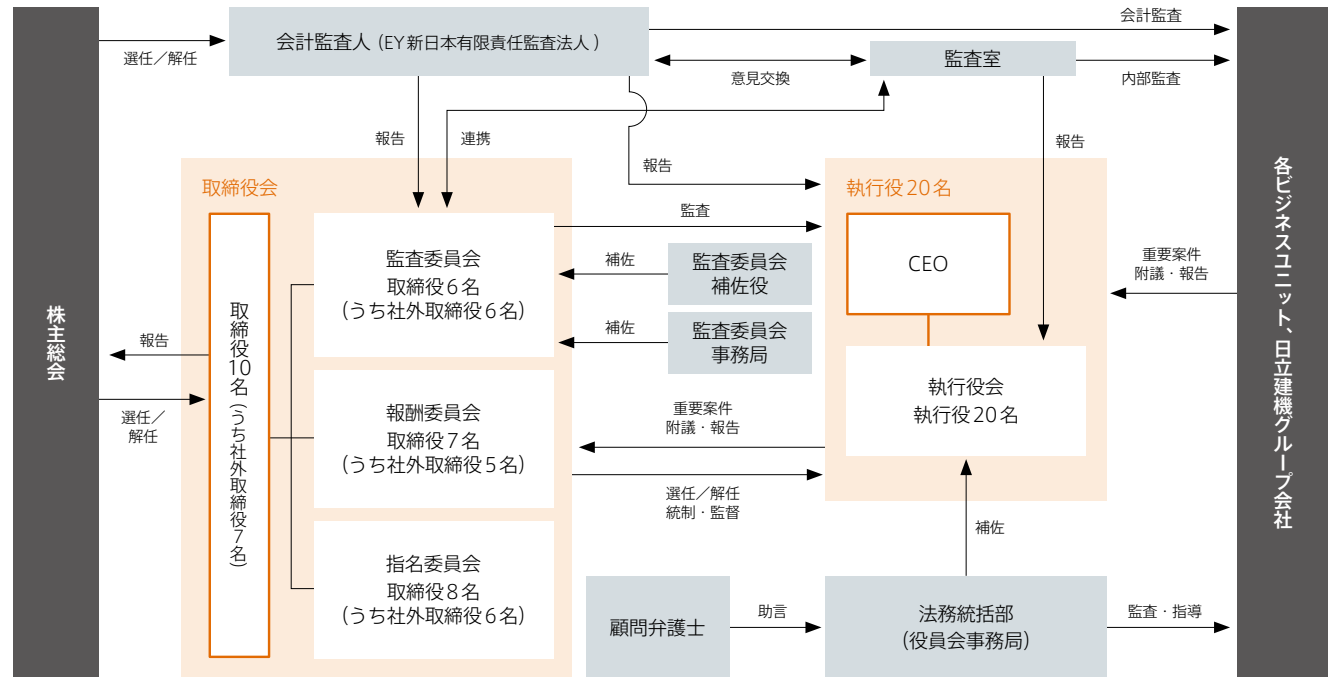 株主総会
選任／解任
会計監査人（EY新日本有限責任監査法人）
会計監査
意見交換
監査室
内部監査
報告
連携
報告
報告
取締役会
取締役10名（うち社外取締役7名）
報告
選任／
解任
監査委員会
取締役6名
（うち社外取締役6名）
報酬委員会
取締役7名
（うち社外取締役5名）
指名委員会
取締役8名
（うち社外取締役6名）
監査
補佐
監査委員会
補佐役
補佐
監査委員会
事務局
重要案件
附議・報告
選任／解任
統制・監督
執行役20名
CEO
執行役会
執行役20名
補佐
顧問弁護士
助言
法務統括部
（役員会事務局）
監査・指導
重要案件
附議・報告
各ビジネスユニット、日立建機グループ会社